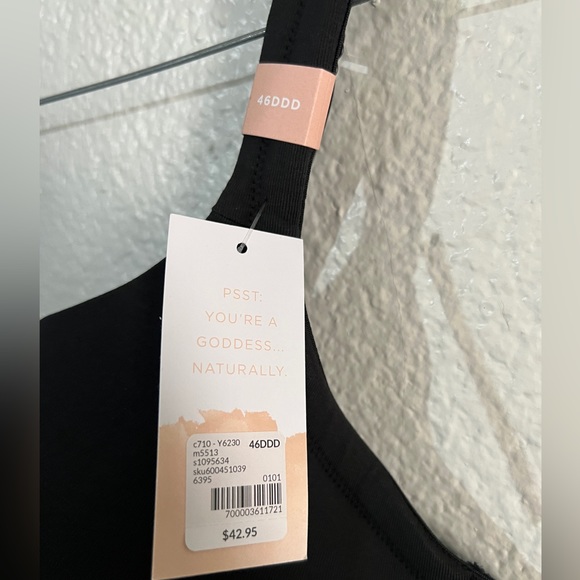 46DDD
PSST:
YOU'RE A
GODDESS...
NATURALLY.
c710 - Y6230 46DDD
m5513
s1095634
sku600451039
6395 0101
700003611721
$42.95